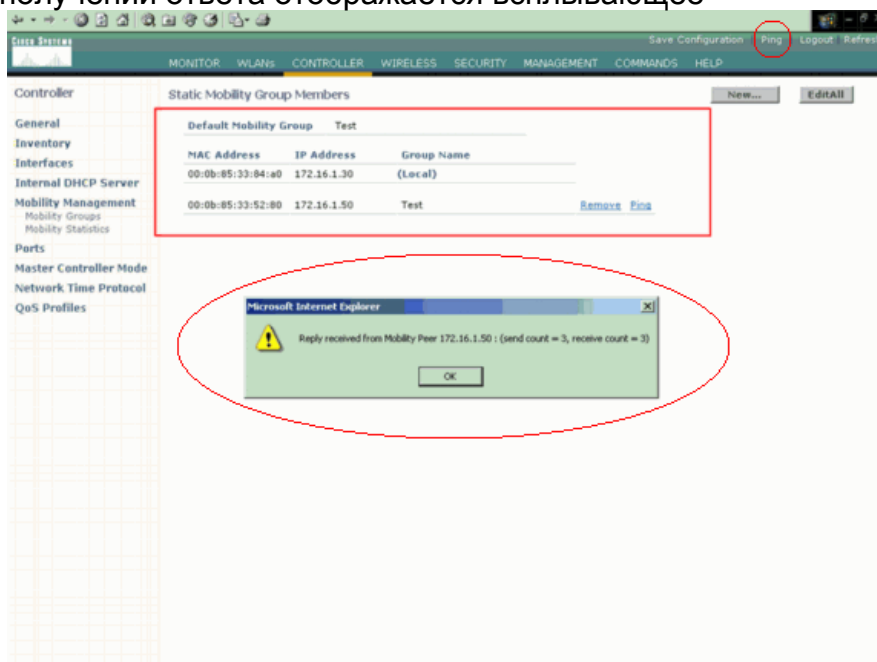 получении ответа отображается всплывающее
Cisco Systems
Save Configuration Ping Logout Refresh
MONITOR WLANs CONTROLLER WIRELESS SECURITY MANAGEMENT COMMANDS HELP
Controller
Static Mobility Group Members
New...
EditAll
General
Inventory
Interfaces
Internal DHCP Server
Mobility Management
Mobility Groups
Mobility Statistics
Ports
Master Controller Mode
Network Time Protocol
QoS Profiles
Default Mobility Group Test
MAC Address IP Address Group Name
00:0b:85:33:84:a0 172.16.1.30 (Local)
00:0b:85:33:52:80 172.16.1.50 Test Remove Ping
Microsoft Internet Explorer
Reply received from Mobility Peer 172.16.1.50 : (send count = 3, receive count = 3)
OK